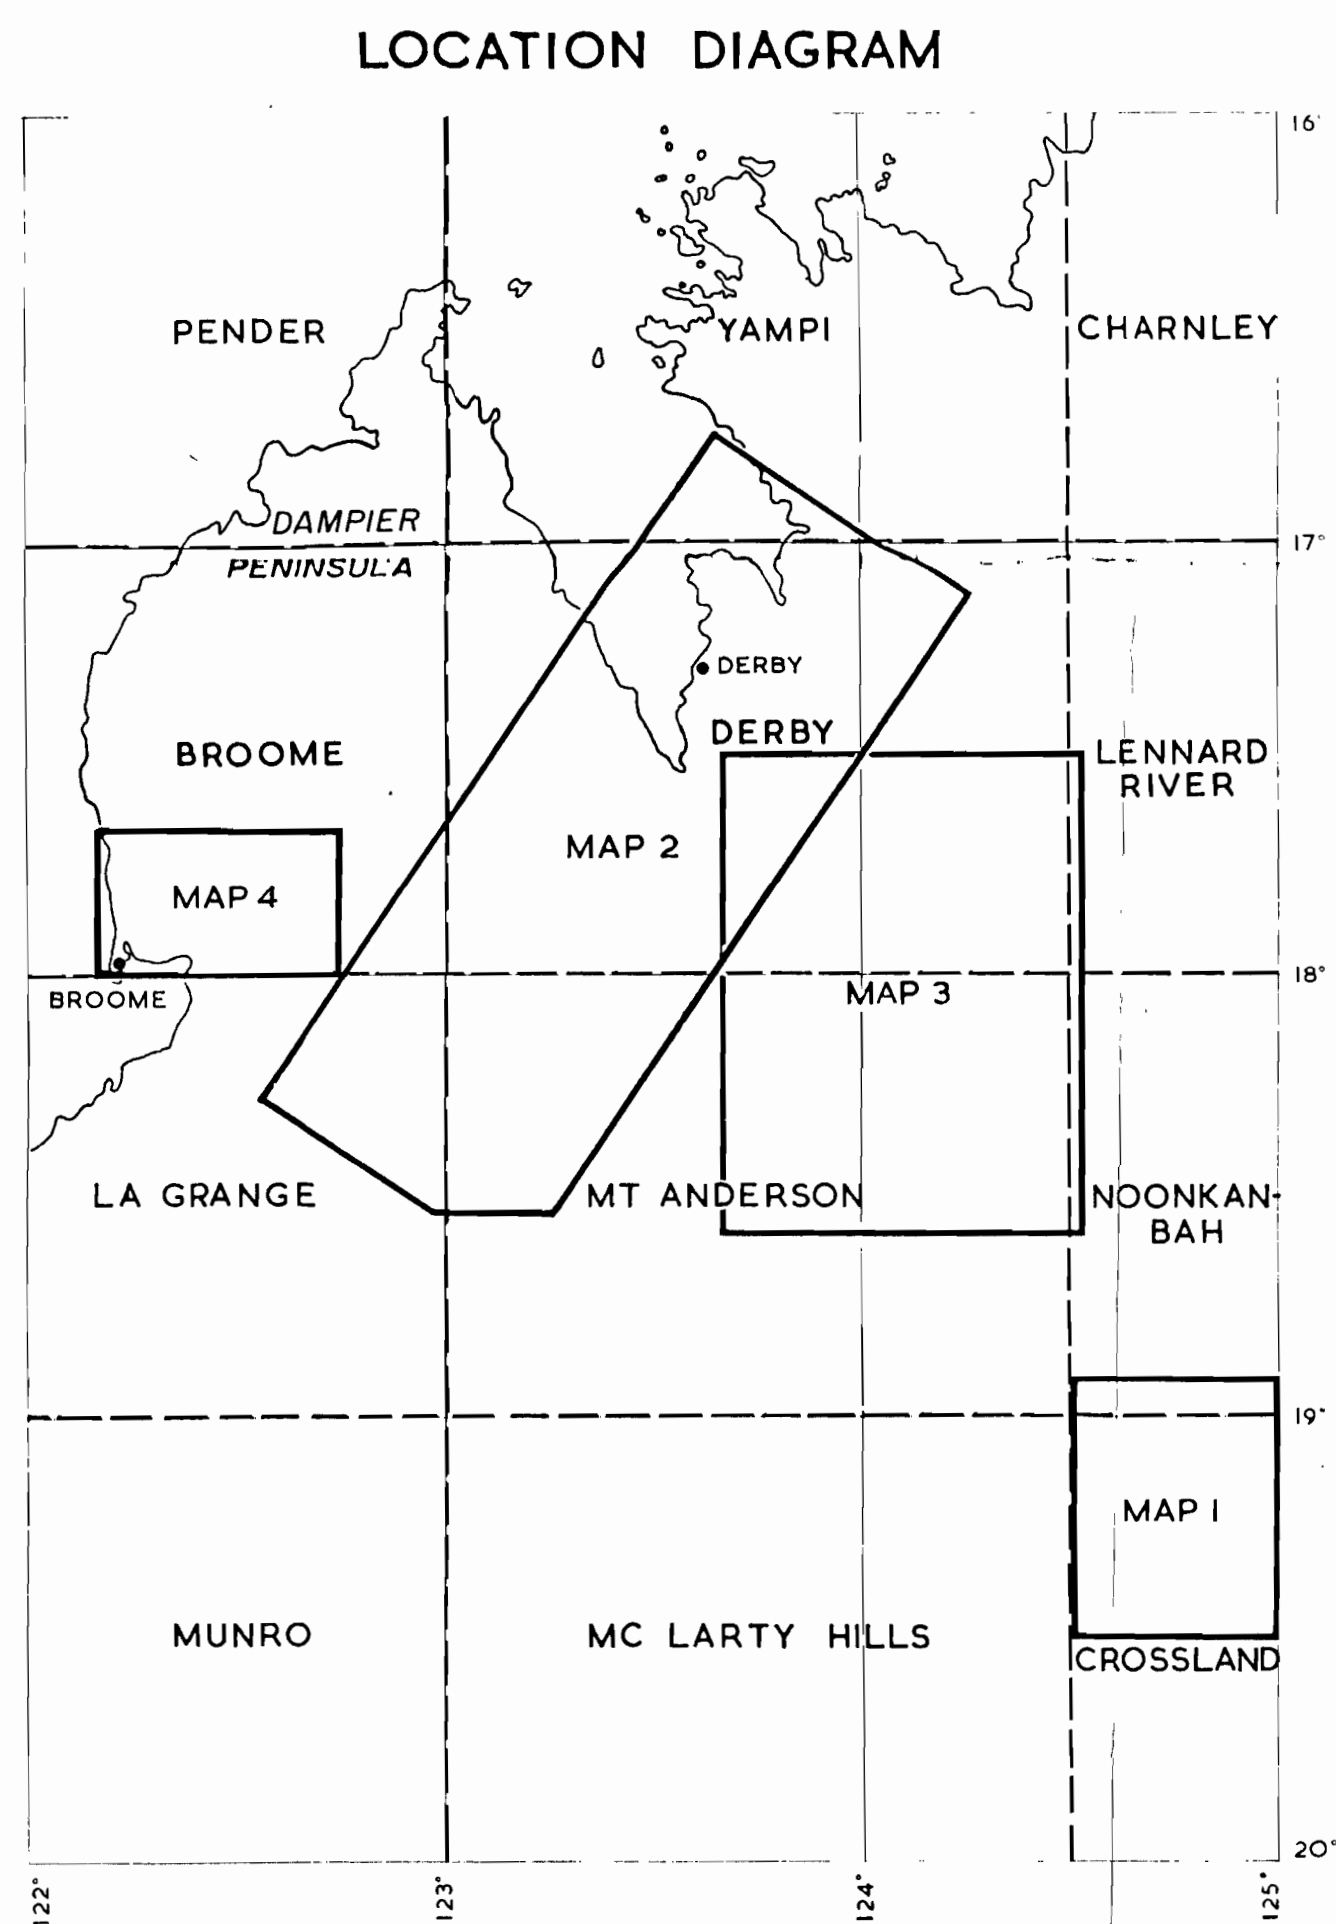 LOCATION DIAGRAM
16°
PENDER
YAMPI
CHARNLEY
DAMPIER
17°
PENINSULA
DERBY
DERBY
BROOME
LENNARD
RIVER
MAP 2
MAP 4
18°
MAP 3
BROOME
LA GRANGE
MT ANDERSON
NOONKAN-
BAH
19°
MAP 1
MUNRO
MC LARTY HILLS
CROSSLAND
20°
122°
123°
124°
125°